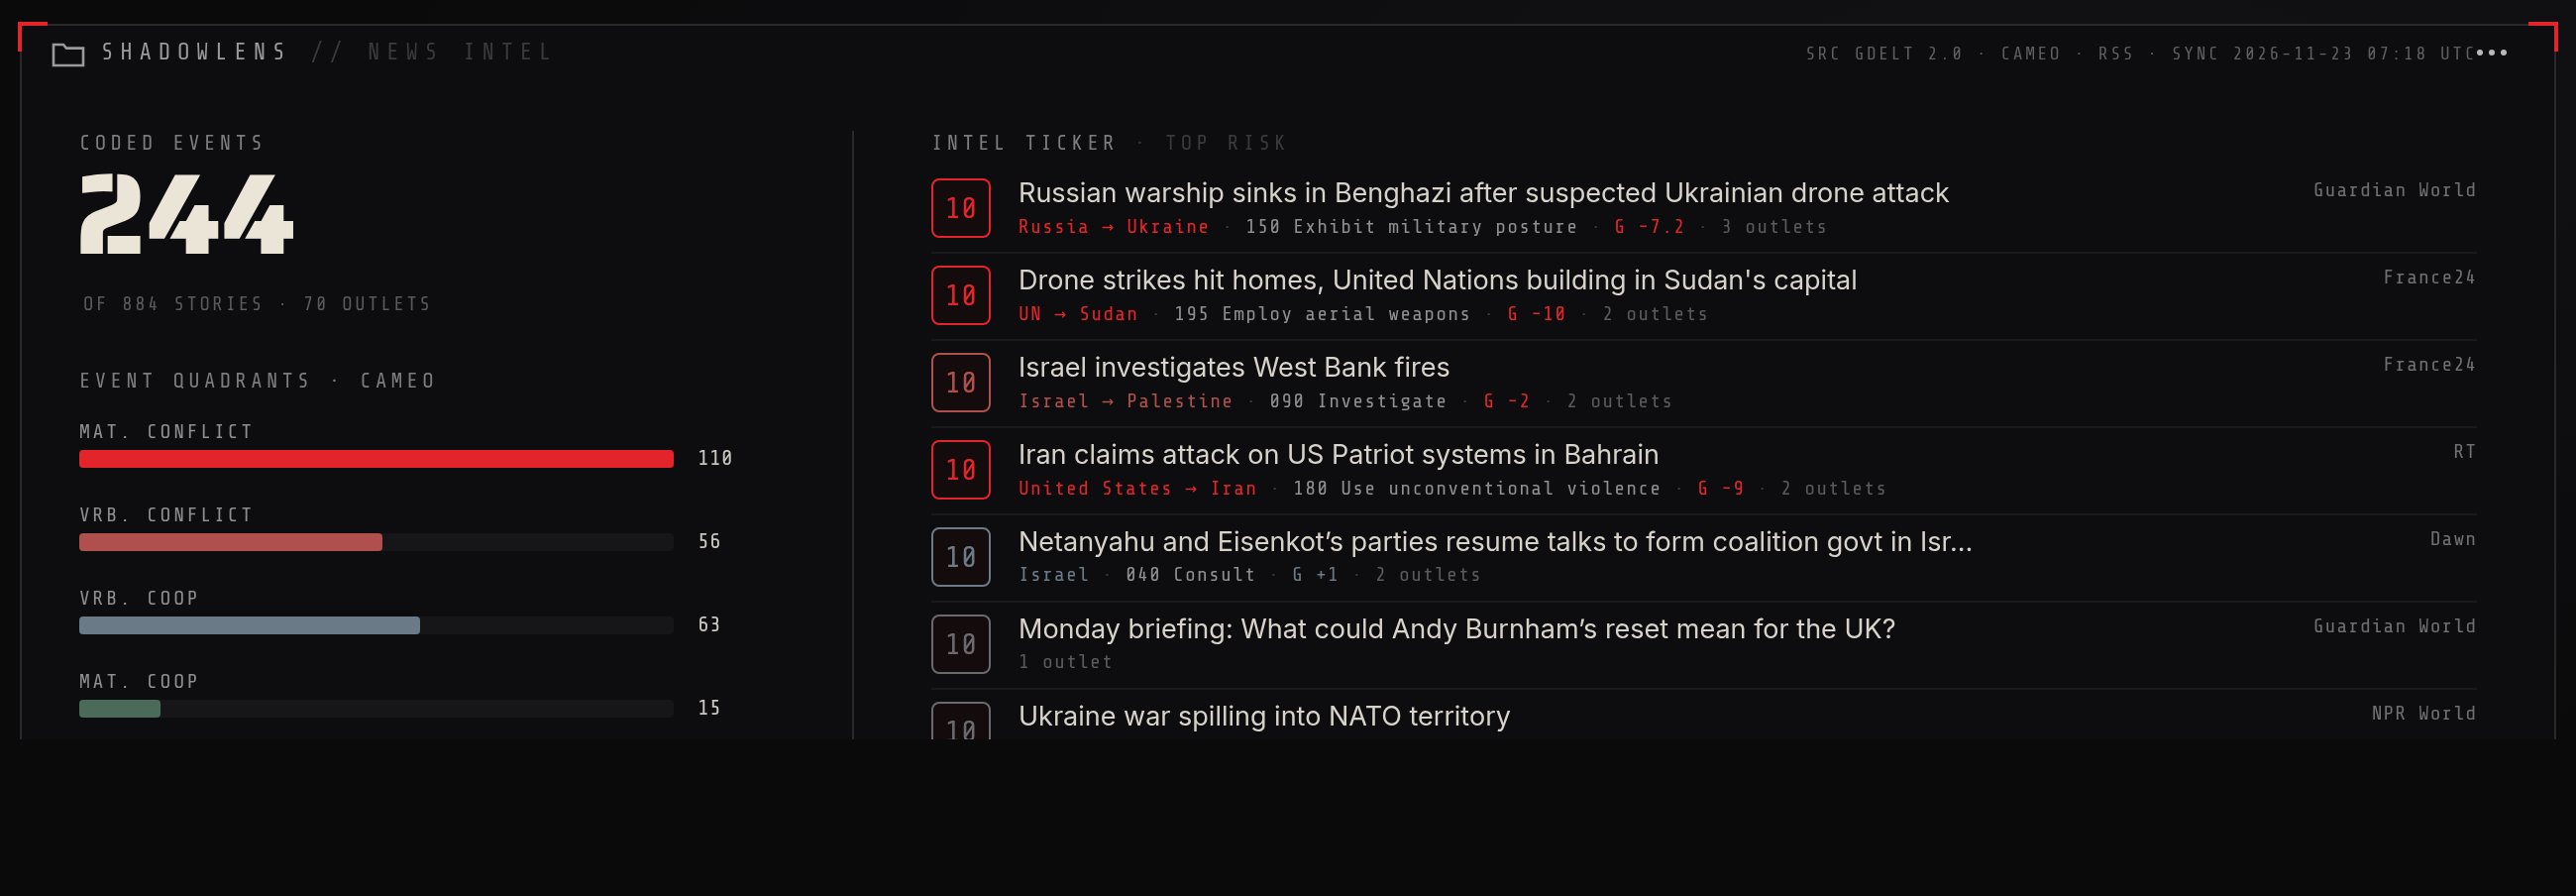 SHADOWLENS // NEWS INTEL
SRC GDELT 2.0 · CAMEO · RSS · SYNC 2026-11-23 07:18 UTC
CODED EVENTS
244
OF 884 STORIES · 70 OUTLETS
EVENT QUADRANTS · CAMEO
MAT. CONFLICT
110
VRB. CONFLICT
56
VRB. COOP
63
MAT. COOP
15
INTEL TICKER · TOP RISK
10 Russian warship sinks in Benghazi after suspected Ukrainian drone attack Guardian World
Russia → Ukraine · 150 Exhibit military posture · G -7.2 · 3 outlets
10 Drone strikes hit homes, United Nations building in Sudan's capital France24
UN → Sudan · 195 Employ aerial weapons · G -10 · 2 outlets
10 Israel investigates West Bank fires France24
Israel → Palestine · 090 Investigate · G -2 · 2 outlets
10 Iran claims attack on US Patriot systems in Bahrain RT
United States → Iran · 180 Use unconventional violence · G -9 · 2 outlets
10 Netanyahu and Eisenkot’s parties resume talks to form coalition govt in Isr... Dawn
Israel · 040 Consult · G +1 · 2 outlets
10 Monday briefing: What could Andy Burnham’s reset mean for the UK? Guardian World
1 outlet
10 Ukraine war spilling into NATO territory NPR World